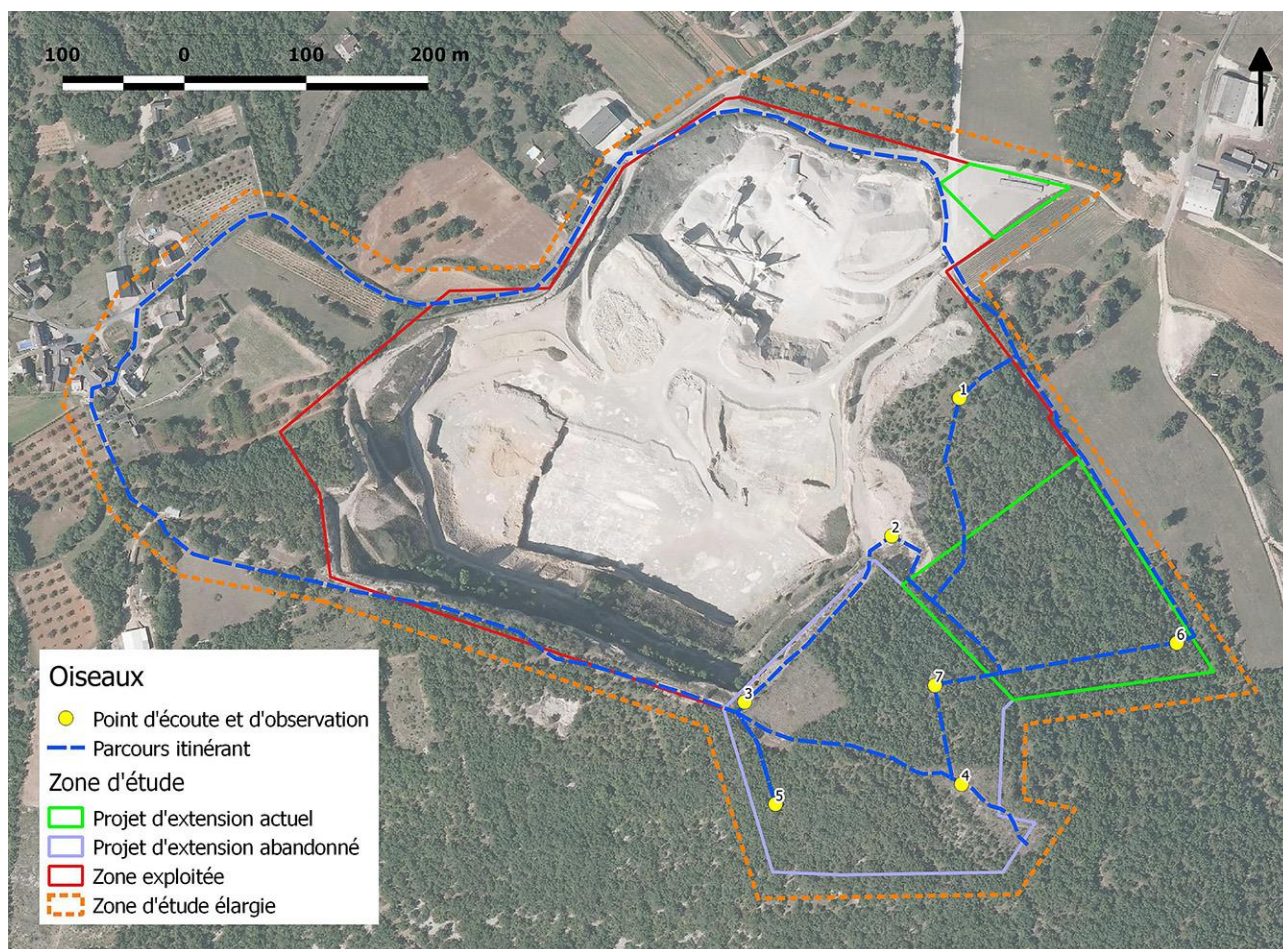 100 0 100 200 m
1
2
3
4
5
6
7
Oiseaux
Point d'écoute et d'observation
Parcours itinérant
Zone d'étude
Projet d'extension actuel
Projet d'extension abandonné
Zone exploitée
Zone d'étude élargie